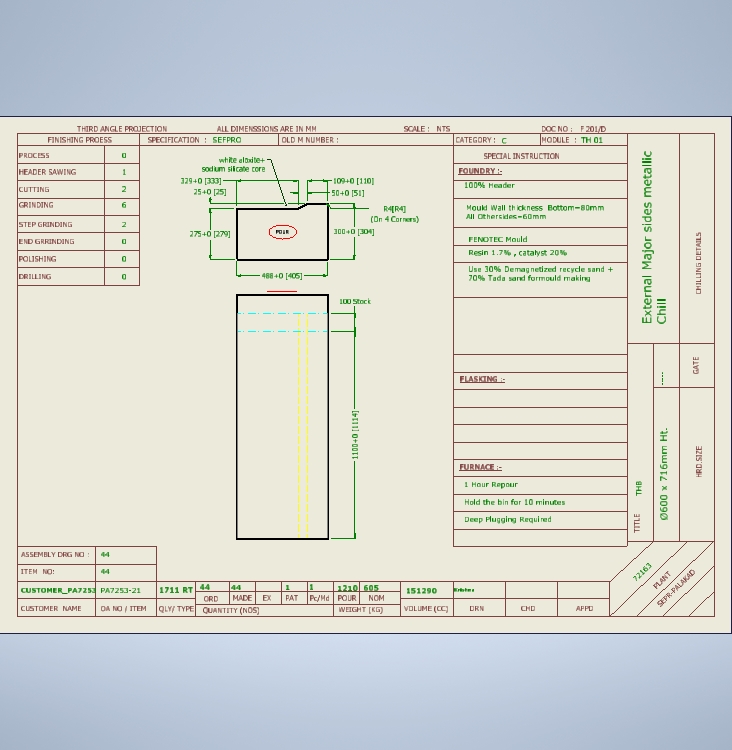 THIRD ANGLE PROJECTION ALL DIMENSSIONS ARE IN MM SCALE : NTS DOC NO : F 201/D
FINISHING PROESS SPECIFICATION : SEFPRO OLD M NUMBER : CATEGORY : C MODULE : TH 01
PROCESS 0
HEADER SAWING 1
CUTTING 2
GRINDING 6
STEP GRINDING 2
END GRRINDING 0
POLISHING 0
DRILLING 0
white aloxite+
sodium silicate core
329+0 [333] 109+0 [110]
25+0 [25] 50+0 [51]
R4[R4]
(On 4 Corners)
275+0 [279] POUR 300+0 [304]
488+0 [405]
100 Stock
1100+0 [1114]
SPECIAL INSTRUCTION
FOUNDRY :-
100% Header
Mould Wall thickness Bottom=80mm
All Othersides=60mm
FENOTEC Mould
Resin 1.7% , catalyst 20%
Use 30% Demagnetized recycle sand +
70% Tada sand formould making
FLASKING :-
FURNACE :-
1 Hour Repour
Hold the bin for 10 minutes
Deep Plugging Required
External Major sides metallic
Chill
CHILLING DETAILS
GATE
TITLE THB
Ø600 x 716mm Ht.
HRD.SIZE
72163
PLANT
SEPR-PALAKAD
ASSEMBLY DRG NO : 44
ITEM NO: 44
CUSTOMER_PA7253 PA7253-21 1711 RT 44 44 1 1 1210 605 151290
ORD MADE EX PAT Pc/Md POUR NOM
CUSTOMER NAME OA NO / ITEM QLY/ TYPE QUANTITY (NOS) WEIGHT (KG) VOLUME (CC) DRN CHD APPD